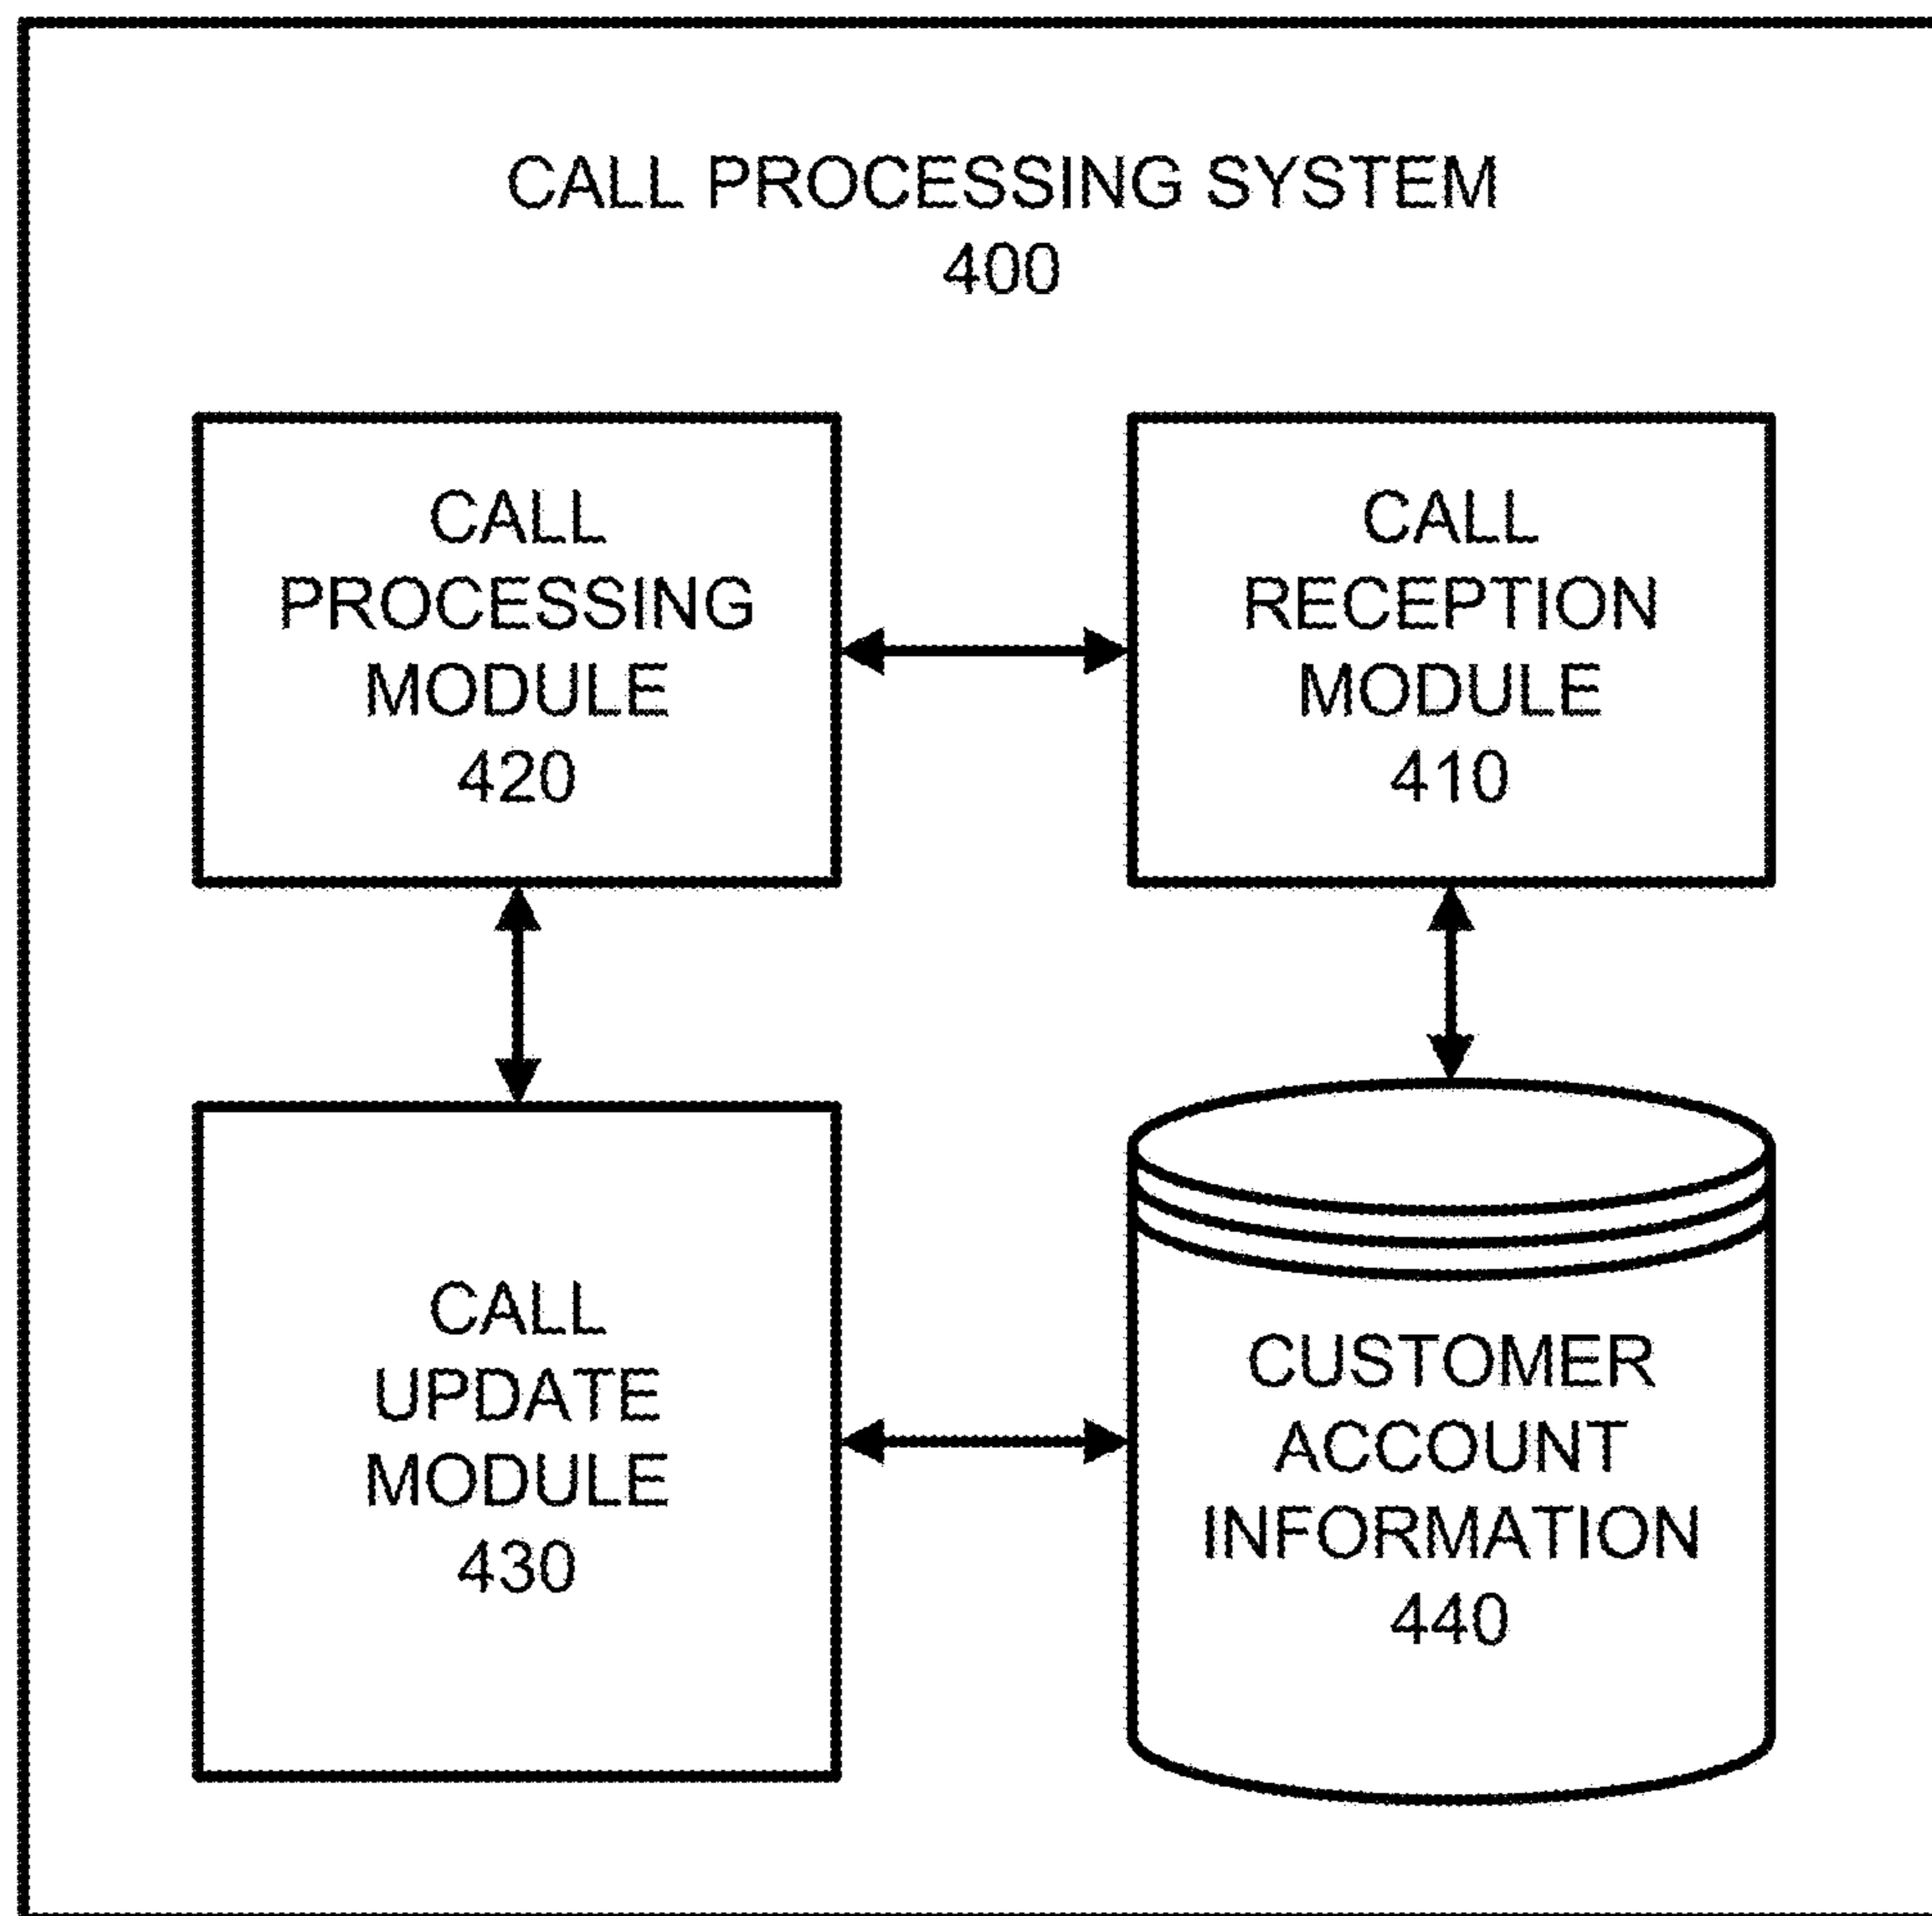 CALL PROCESSING SYSTEM
400
CALL
PROCESSING
MODULE
420
CALL
RECEPTION
MODULE
410
CALL
UPDATE
MODULE
430
CUSTOMER
ACCOUNT
INFORMATION
440